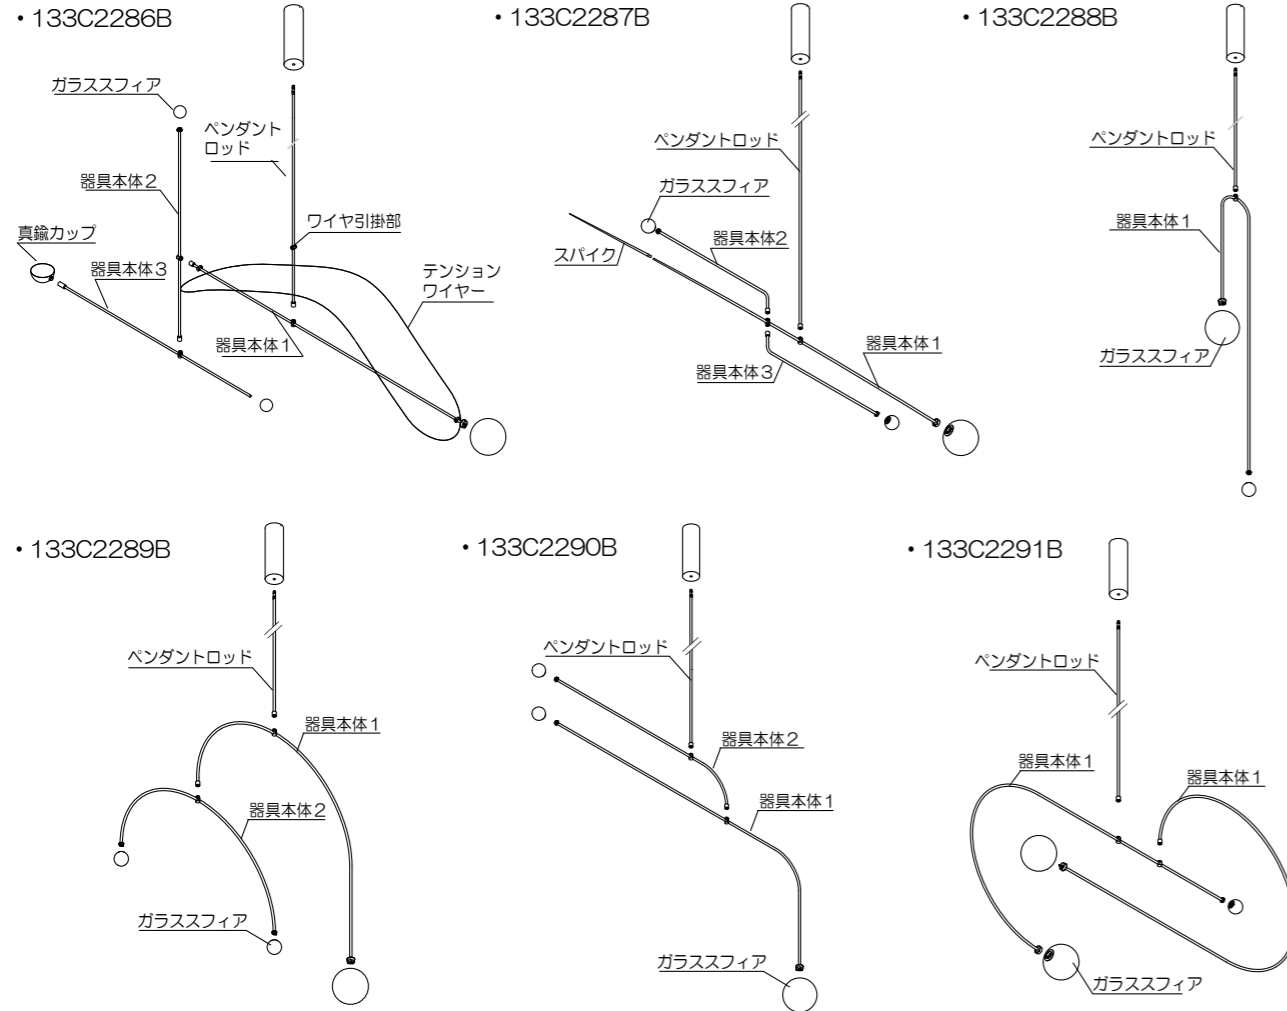 ・133C2286B
ガラススフィア
ペンダント
ロッド
器具本体2
ワイヤ引掛部
真鍮カップ
器具本体3
テンション
ワイヤー
器具本体1
・133C2287B
ペンダントロッド
ガラススフィア
器具本体2
スパイク
器具本体1
器具本体3
・133C2288B
ペンダントロッド
器具本体1
ガラススフィア
・133C2289B
ペンダントロッド
器具本体1
器具本体2
ガラススフィア
・133C2290B
ペンダントロッド
器具本体2
器具本体1
ガラススフィア
・133C2291B
ペンダントロッド
器具本体1
器具本体1
ガラススフィア